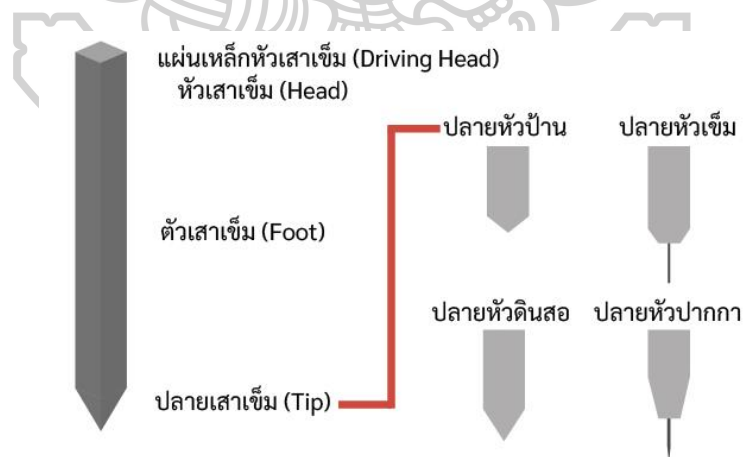 แผ่นเหล็กหัวเสาเข็ม (Driving Head)
หัวเสาเข็ม (Head)
ปลายหัวป้าน
ปลายหัวเข็ม
ตัวเสาเข็ม (Foot)
ปลายหัวดินสอ
ปลายหัวปากกา
ปลายเสาเข็ม (Tip)